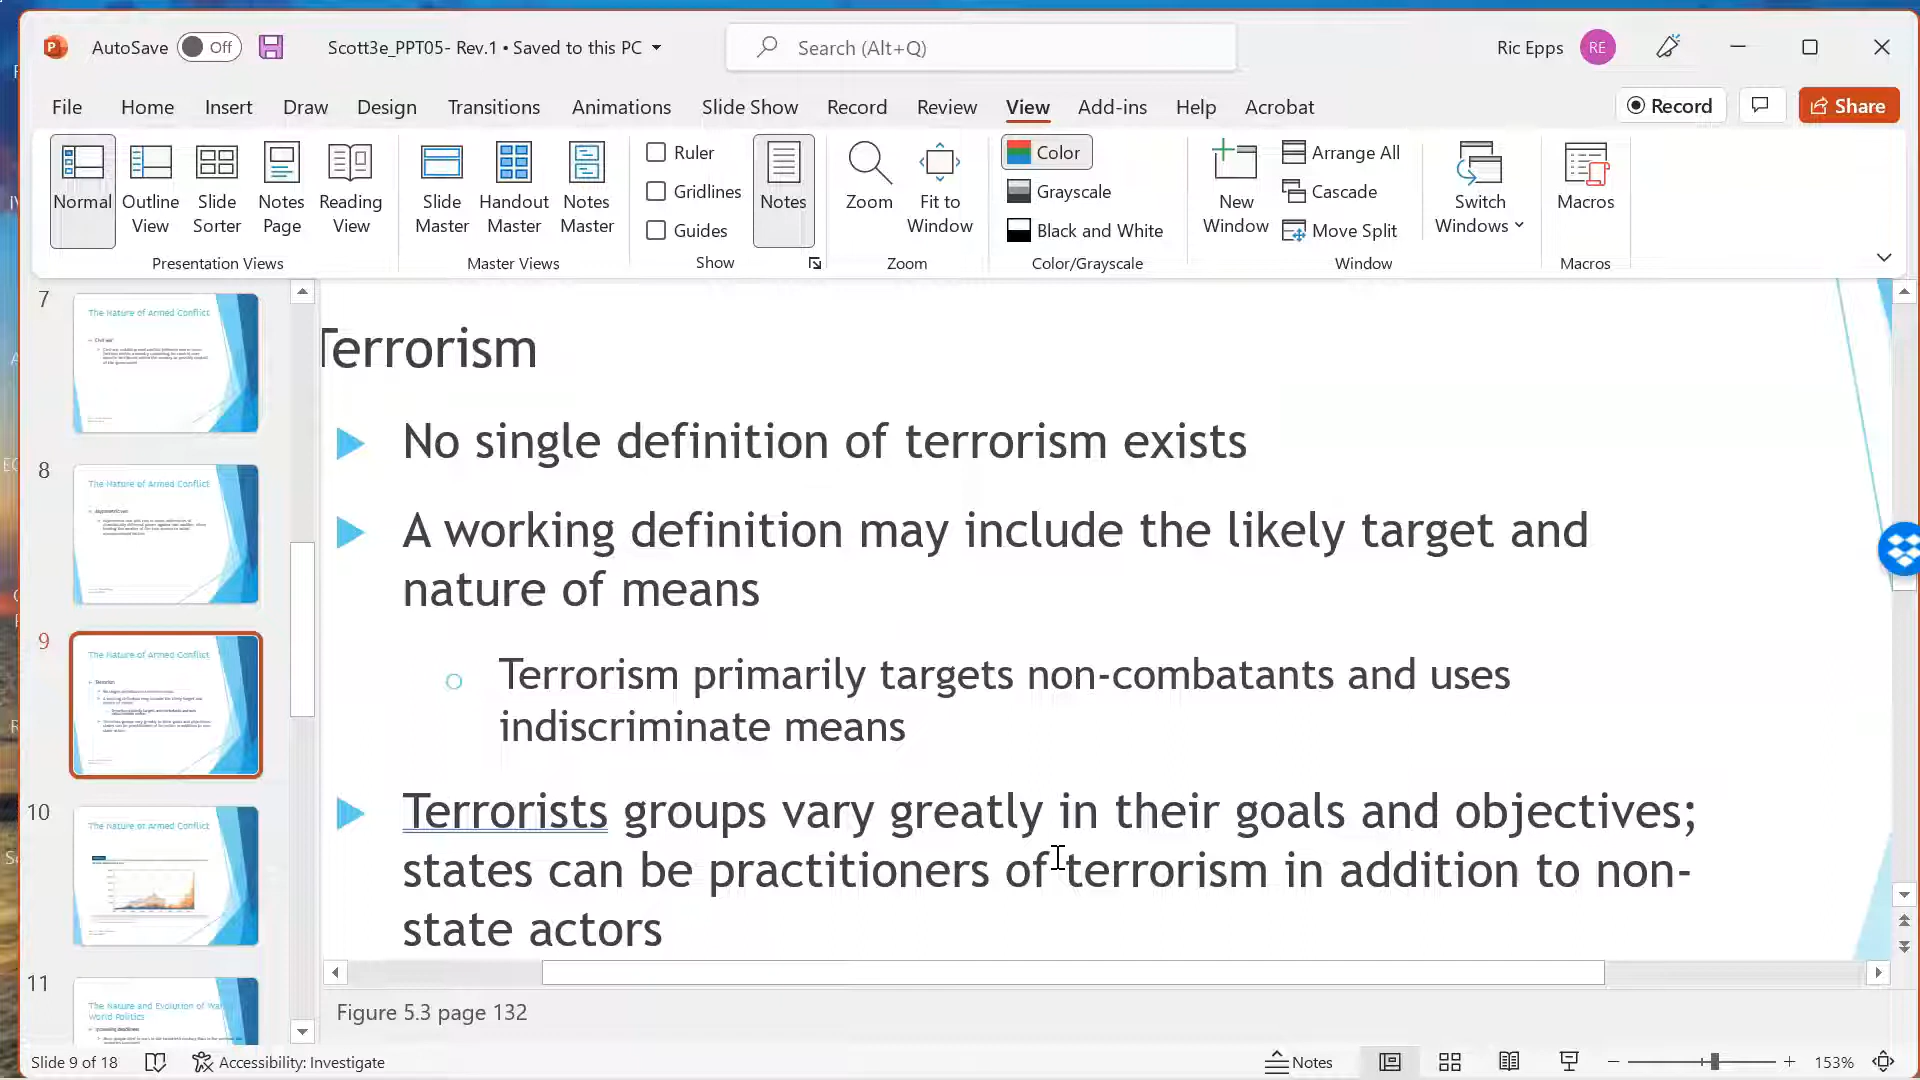 AutoSave Off Scott3e_PPT05- Rev.1 • Saved to this PC Search (Alt+Q) Ric Epps RE
File Home Insert Draw Design Transitions Animations Slide Show Record Review View Add-ins Help Acrobat Record Share
Normal Outline View Slide Sorter Notes Page Reading View
Presentation Views
Slide Master Handout Master Notes Master
Master Views
Ruler
Gridlines
Guides
Notes
Show
Zoom Fit to Window
Zoom
Color
Grayscale
Black and White
Color/Grayscale
New Window
Arrange All
Cascade
Move Split
Switch Windows
Window
Macros
Macros
7
The Nature of Armed Conflict
Civil war
8
The Nature of Armed Conflict
9
The Nature of Armed Conflict
Terrorism
10
The Nature of Armed Conflict
11
The Nature and Evolution of
World Politics
Terrorism
No single definition of terrorism exists
A working definition may include the likely target and
nature of means
Terrorism primarily targets non-combatants and uses
indiscriminate means
Terrorists groups vary greatly in their goals and objectives;
states can be practitioners of terrorism in addition to non-
state actors
Figure 5.3 page 132
Slide 9 of 18 Accessibility: Investigate Notes 153%